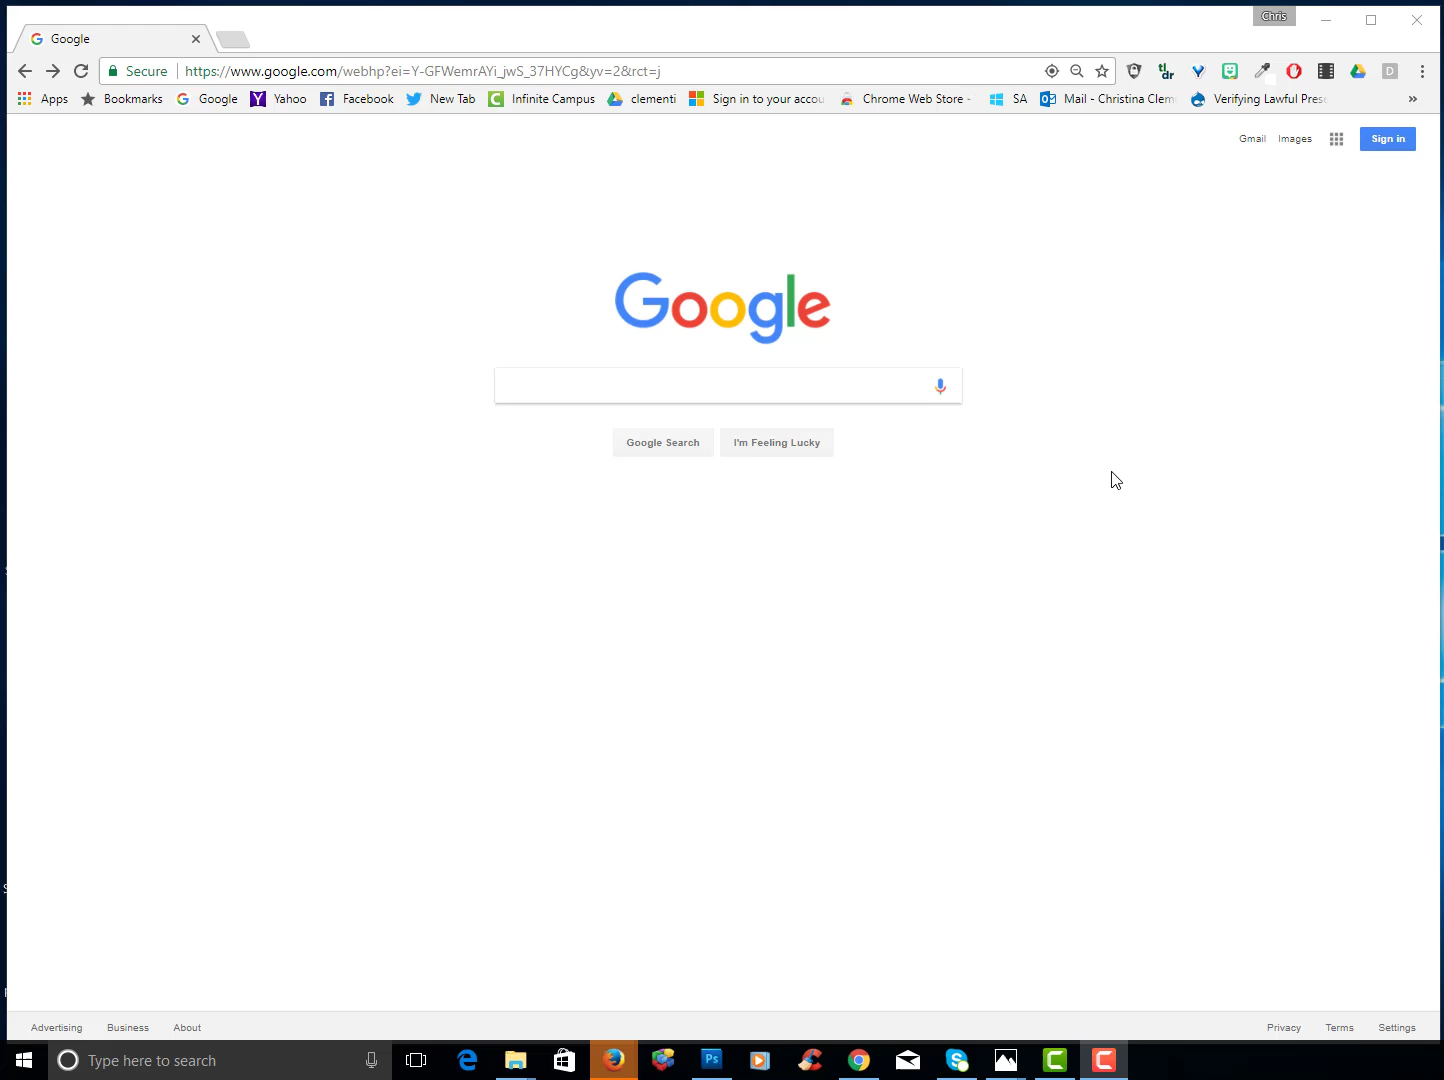 Chris
Google
Secure https://www.google.com/webhp?ei=Y-GFWemrAYi_jwS_37HYCg&yv=2&rct=j
tl;dr
D
Apps Bookmarks Google Yahoo Facebook New Tab Infinite Campus clementi Sign in to your accou Chrome Web Store - SA Mail - Christina Clem Verifying Lawful Pres
Gmail Images Sign in
Google
Google Search I'm Feeling Lucky
Advertising Business About Privacy Terms Settings
Type here to search
Ps